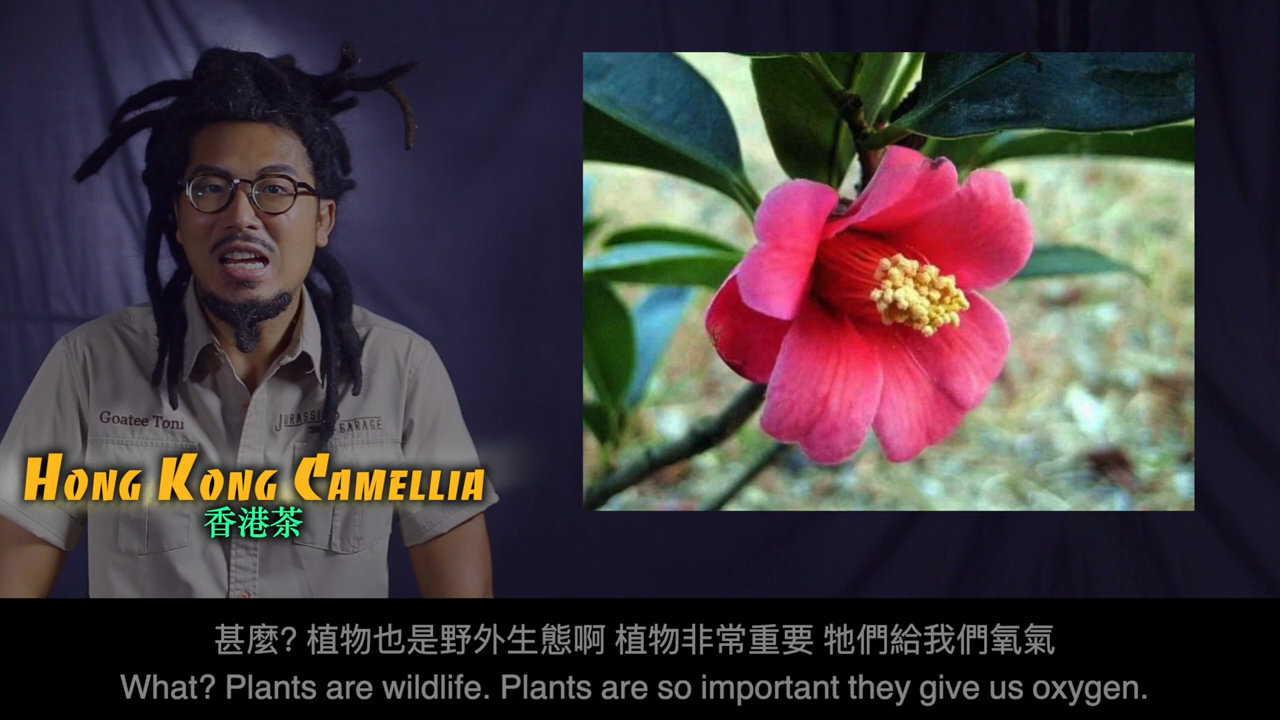 Goatee Toni
JURASSIC
GARAGE
HONG KONG CAMELLIA
香港茶
甚麼? 植物也是野外生態啊 植物非常重要 牠們給我們氧氣
What? Plants are wildlife. Plants are so important they give us oxygen.